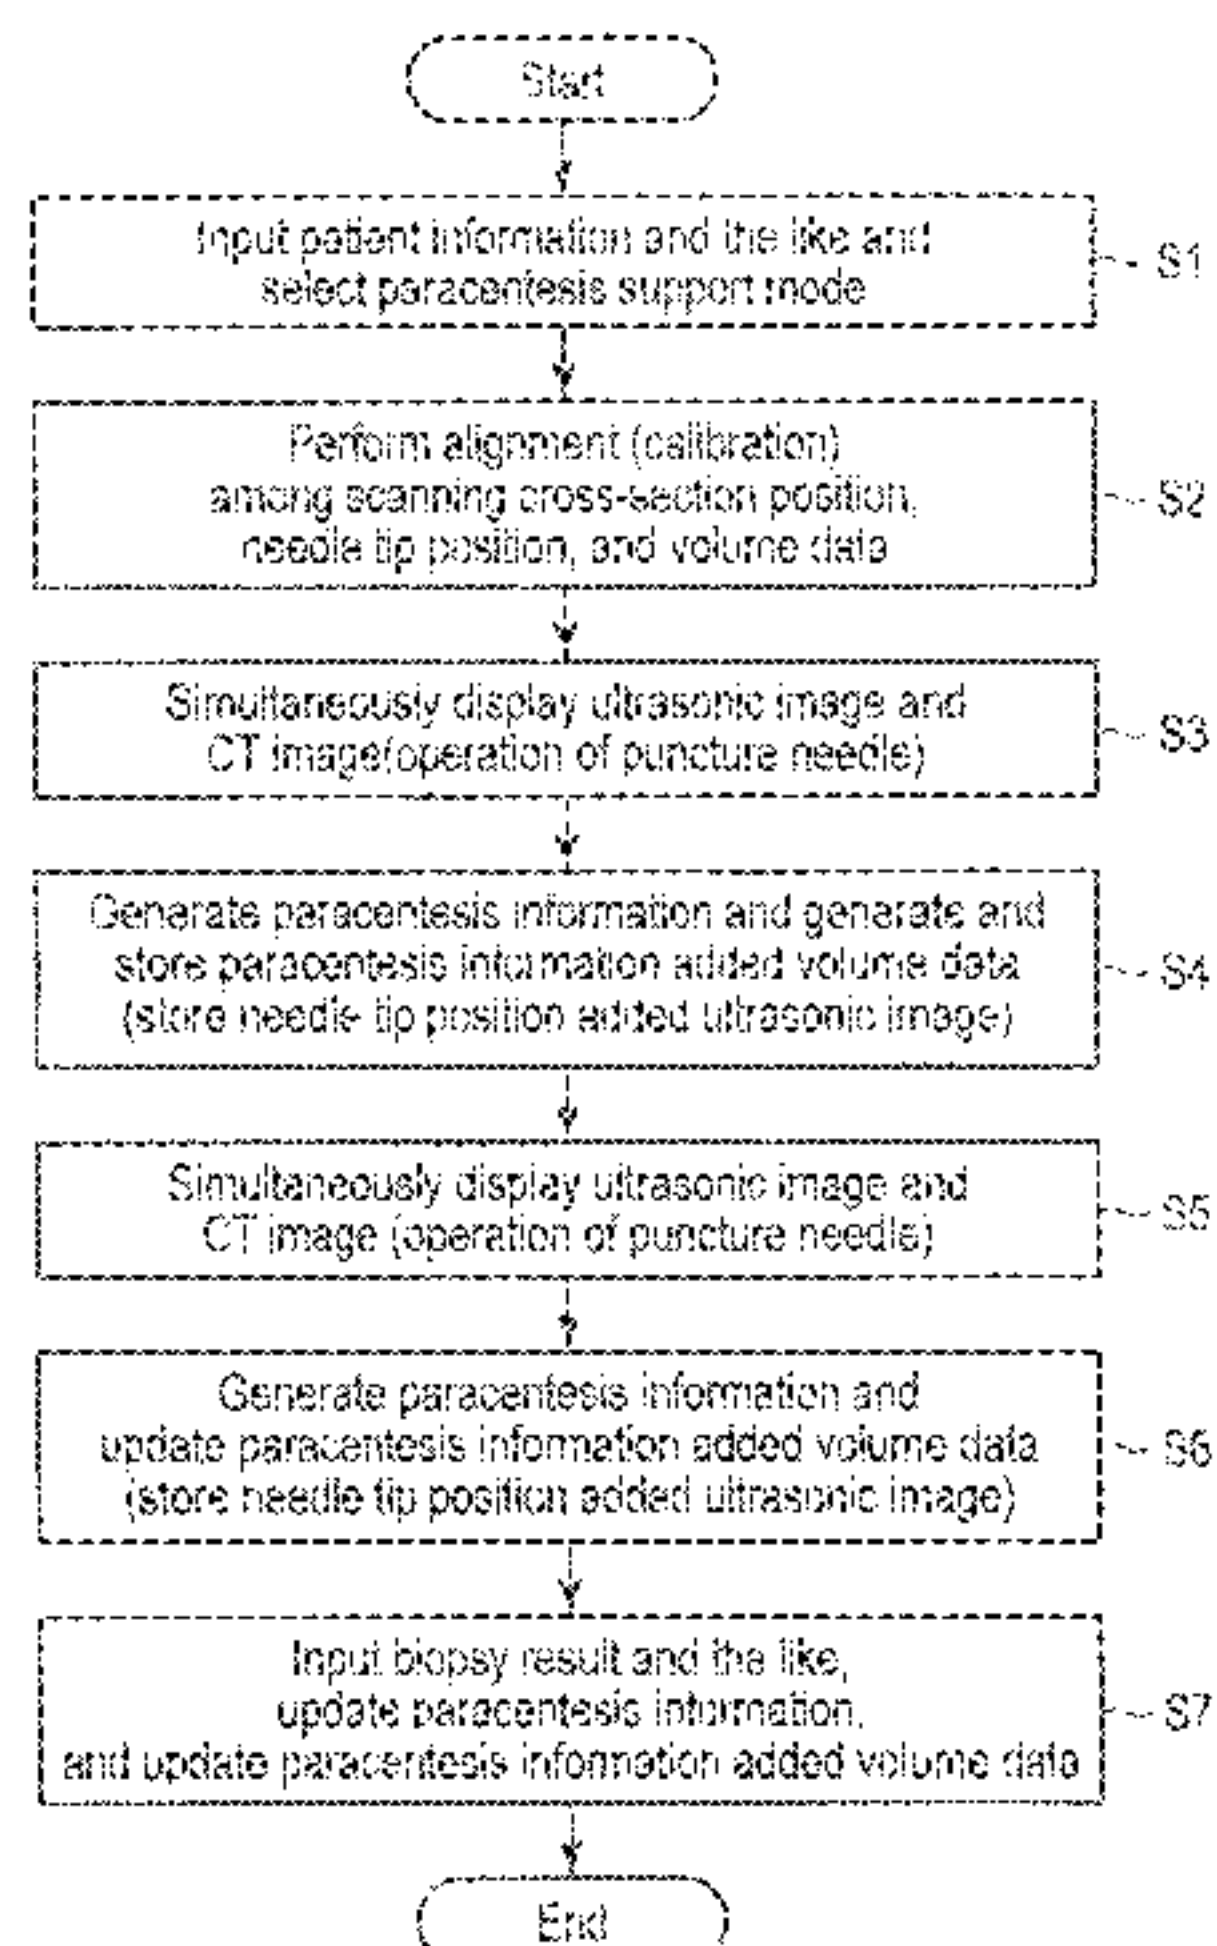 Start
Input patient information and the like and
select paracentesis support mode
S1
Perform alignment (calibration)
among scanning cross-section position,
needle tip position, and volume data
S2
Simultaneously display ultrasonic image and
CT image(operation of puncture needle)
S3
Generate paracentesis information and generate and
store paracentesis information added volume data
(store needle tip position added ultrasonic image)
S4
Simultaneously display ultrasonic image and
CT image (operation of puncture needle)
S5
Generate paracentesis information and
update paracentesis information added volume data
(store needle tip position added ultrasonic image)
S6
Input biopsy result and the like,
update paracentesis information,
and update paracentesis information added volume data
S7
End